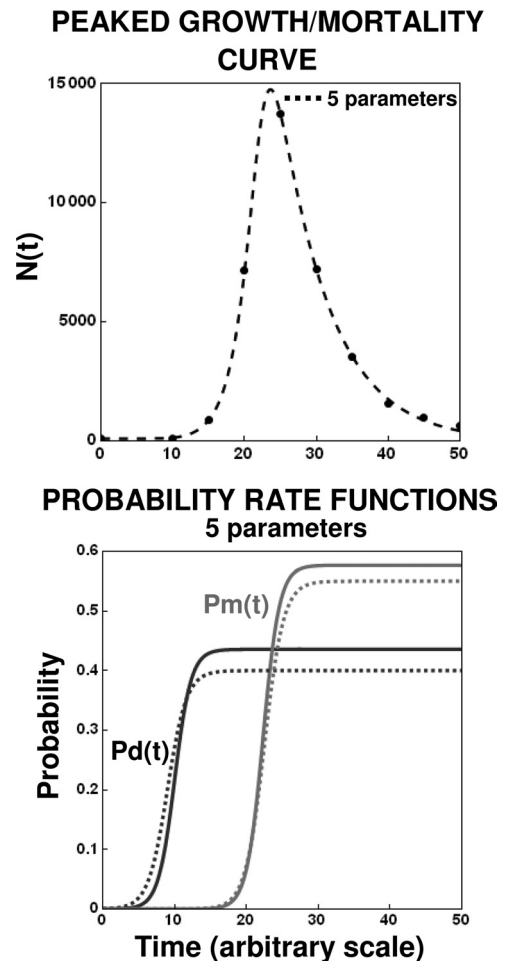 PEAKED GROWTH/MORTALITY
CURVE
15000
5 parameters
10000
N(t)
5000
0
0 10 20 30 40 50
PROBABILITY RATE FUNCTIONS
5 parameters
0.6
Pm(t)
0.5
0.4
Probability
0.3
Pd(t)
0.2
0.1
0
0 10 20 30 40 50
Time (arbitrary scale)